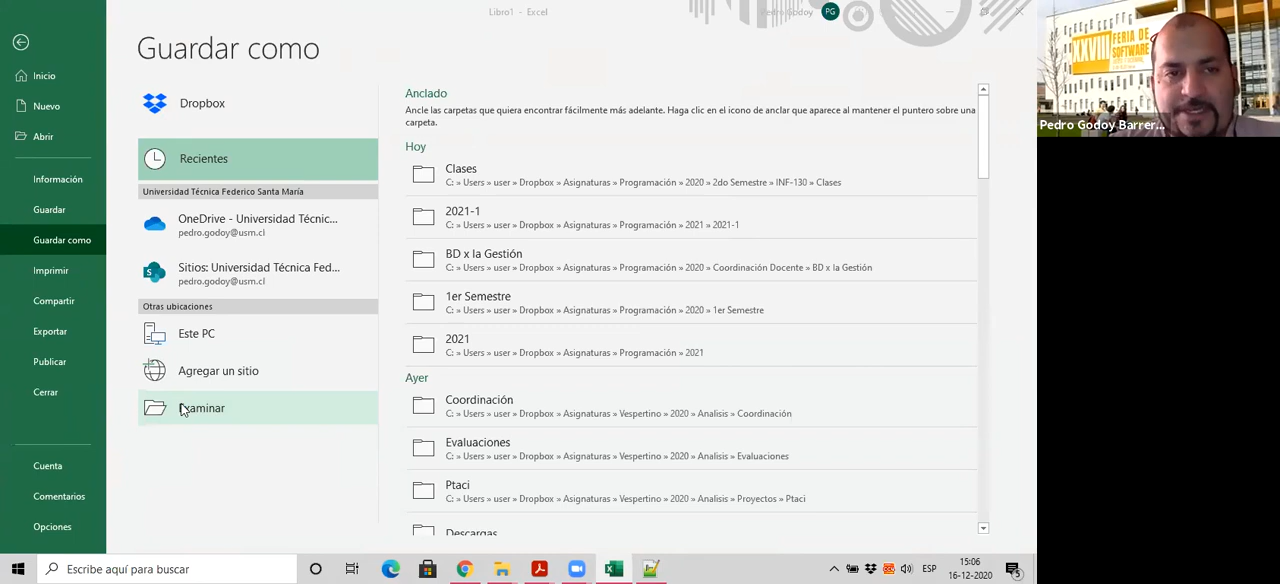 Libro1 - Excel
Pedro Godoy
PG
Guardar como
Inicio
Nuevo
Abrir
Información
Guardar
Guardar como
Imprimir
Compartir
Exportar
Publicar
Cerrar
Cuenta
Comentarios
Opciones
Dropbox
Recientes
Universidad Técnica Federico Santa María
OneDrive - Universidad Técnic...
pedro.godoy@usm.cl
Sitios: Universidad Técnica Fed...
pedro.godoy@usm.cl
Otras ubicaciones
Este PC
Agregar un sitio
Examinar
Anclado
Ancle las carpetas que quiera encontrar fácilmente más adelante. Haga clic en el icono de anclar que aparece al mantener el puntero sobre una
carpeta.
Hoy
Clases
C: » Users » user » Dropbox » Asignaturas » Programación » 2020 » 2do Semestre » INF-130 » Clases
2021-1
C: » Users » user » Dropbox » Asignaturas » Programación » 2021 » 2021-1
BD x la Gestión
C: » Users » user » Dropbox » Asignaturas » Programación » 2020 » Coordinación Docente » BD x la Gestión
1er Semestre
C: » Users » user » Dropbox » Asignaturas » Programación » 2020 » 1er Semestre
2021
C: » Users » user » Dropbox » Asignaturas » Programación » 2021
Ayer
Coordinación
C: » Users » user » Dropbox » Asignaturas » Vespertino » 2020 » Analisis » Coordinación
Evaluaciones
C: » Users » user » Dropbox » Asignaturas » Vespertino » 2020 » Analisis » Evaluaciones
Ptaci
C: » Users » user » Dropbox » Asignaturas » Vespertino » 2020 » Analisis » Proyectos » Ptaci
Descargas
XXVIII FERIA DE
SOFTWARE
Pedro Godoy Barrer...
Escribe aquí para buscar
ESP
15:06
16-12-2020
5